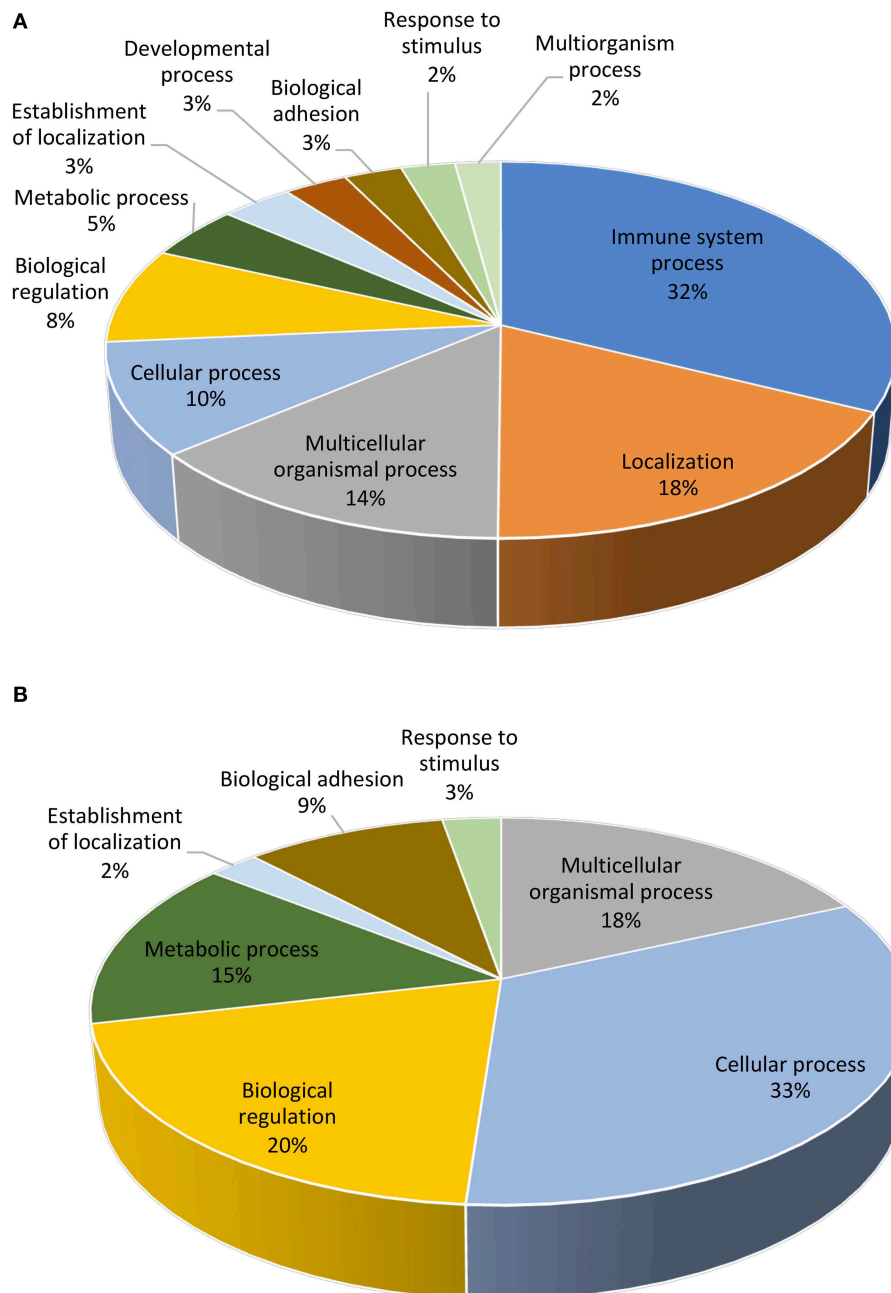 A
Response to
stimulus
2%
Multiorganism
process
2%
Developmental
process
3%
Biological
adhesion
3%
Establishment
of localization
3%
Metabolic process
5%
Biological
regulation
8%
Immune system
process
32%
Cellular process
10%
Multicellular
organismal process
14%
Localization
18%
B
Response to
stimulus
3%
Biological adhesion
9%
Establishment
of localization
2%
Multicellular
organismal process
18%
Metabolic process
15%
Cellular process
33%
Biological
regulation
20%